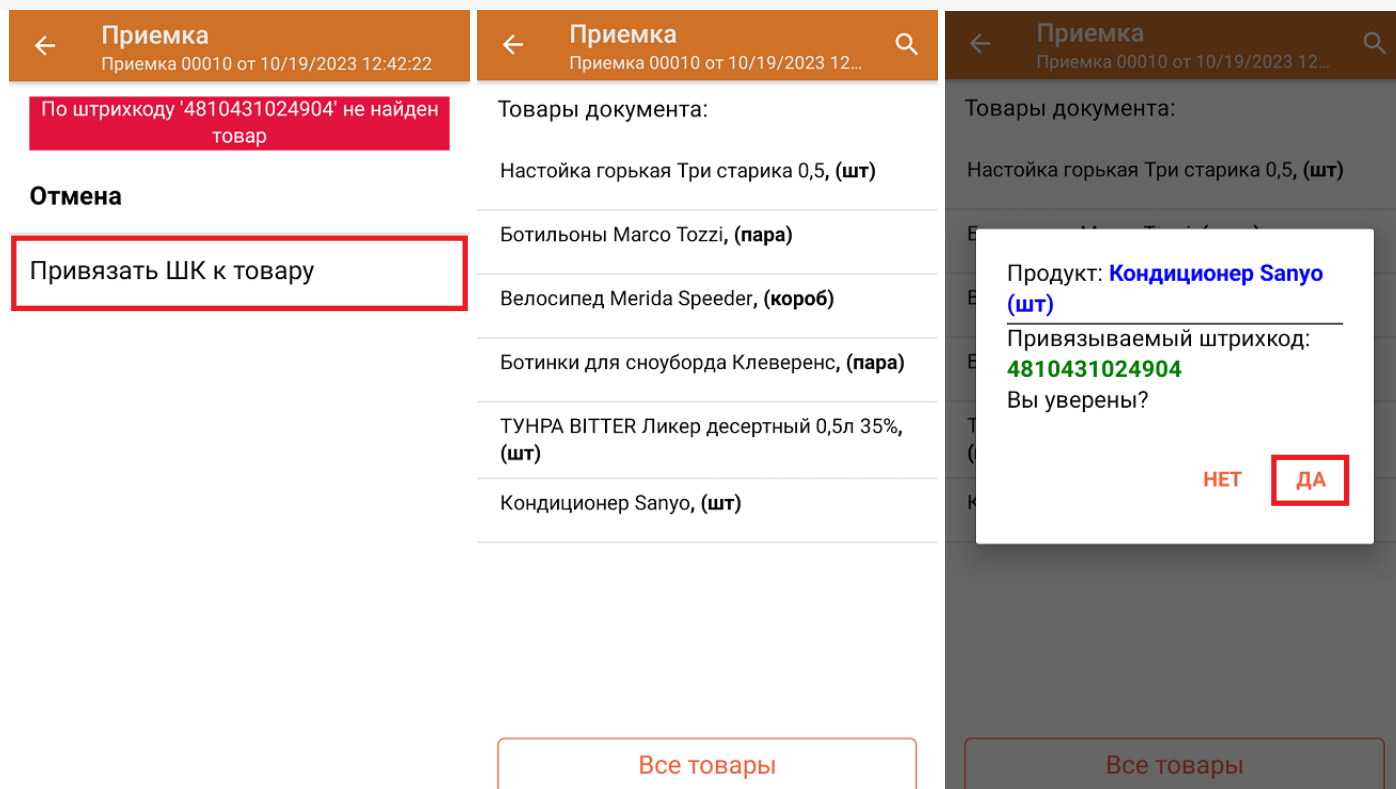 Приемка
Приемка 00010 от 10/19/2023 12:42:22
По штрихкоду '4810431024904' не найден
товар
Отмена
Привязать ШК к товару
Приемка
Приемка 00010 от 10/19/2023 12...
Товары документа:
Настойка горькая Три старика 0,5, (шт)
Ботильоны Marco Tozzi, (пара)
Велосипед Merida Speeder, (короб)
Ботинки для сноуборда Клеверенс, (пара)
ТУНРА BITTER Ликер десертный 0,5л 35%,
(шт)
Кондиционер Sanyo, (шт)
Все товары
Приемка
Приемка 00010 от 10/19/2023 12...
Товары документа:
Настойка горькая Три старика 0,5, (шт)
Продукт: Кондиционер Sanyo
(шт)
Привязываемый штрихкод:
4810431024904
Вы уверены?
НЕТ ДА
Все товары